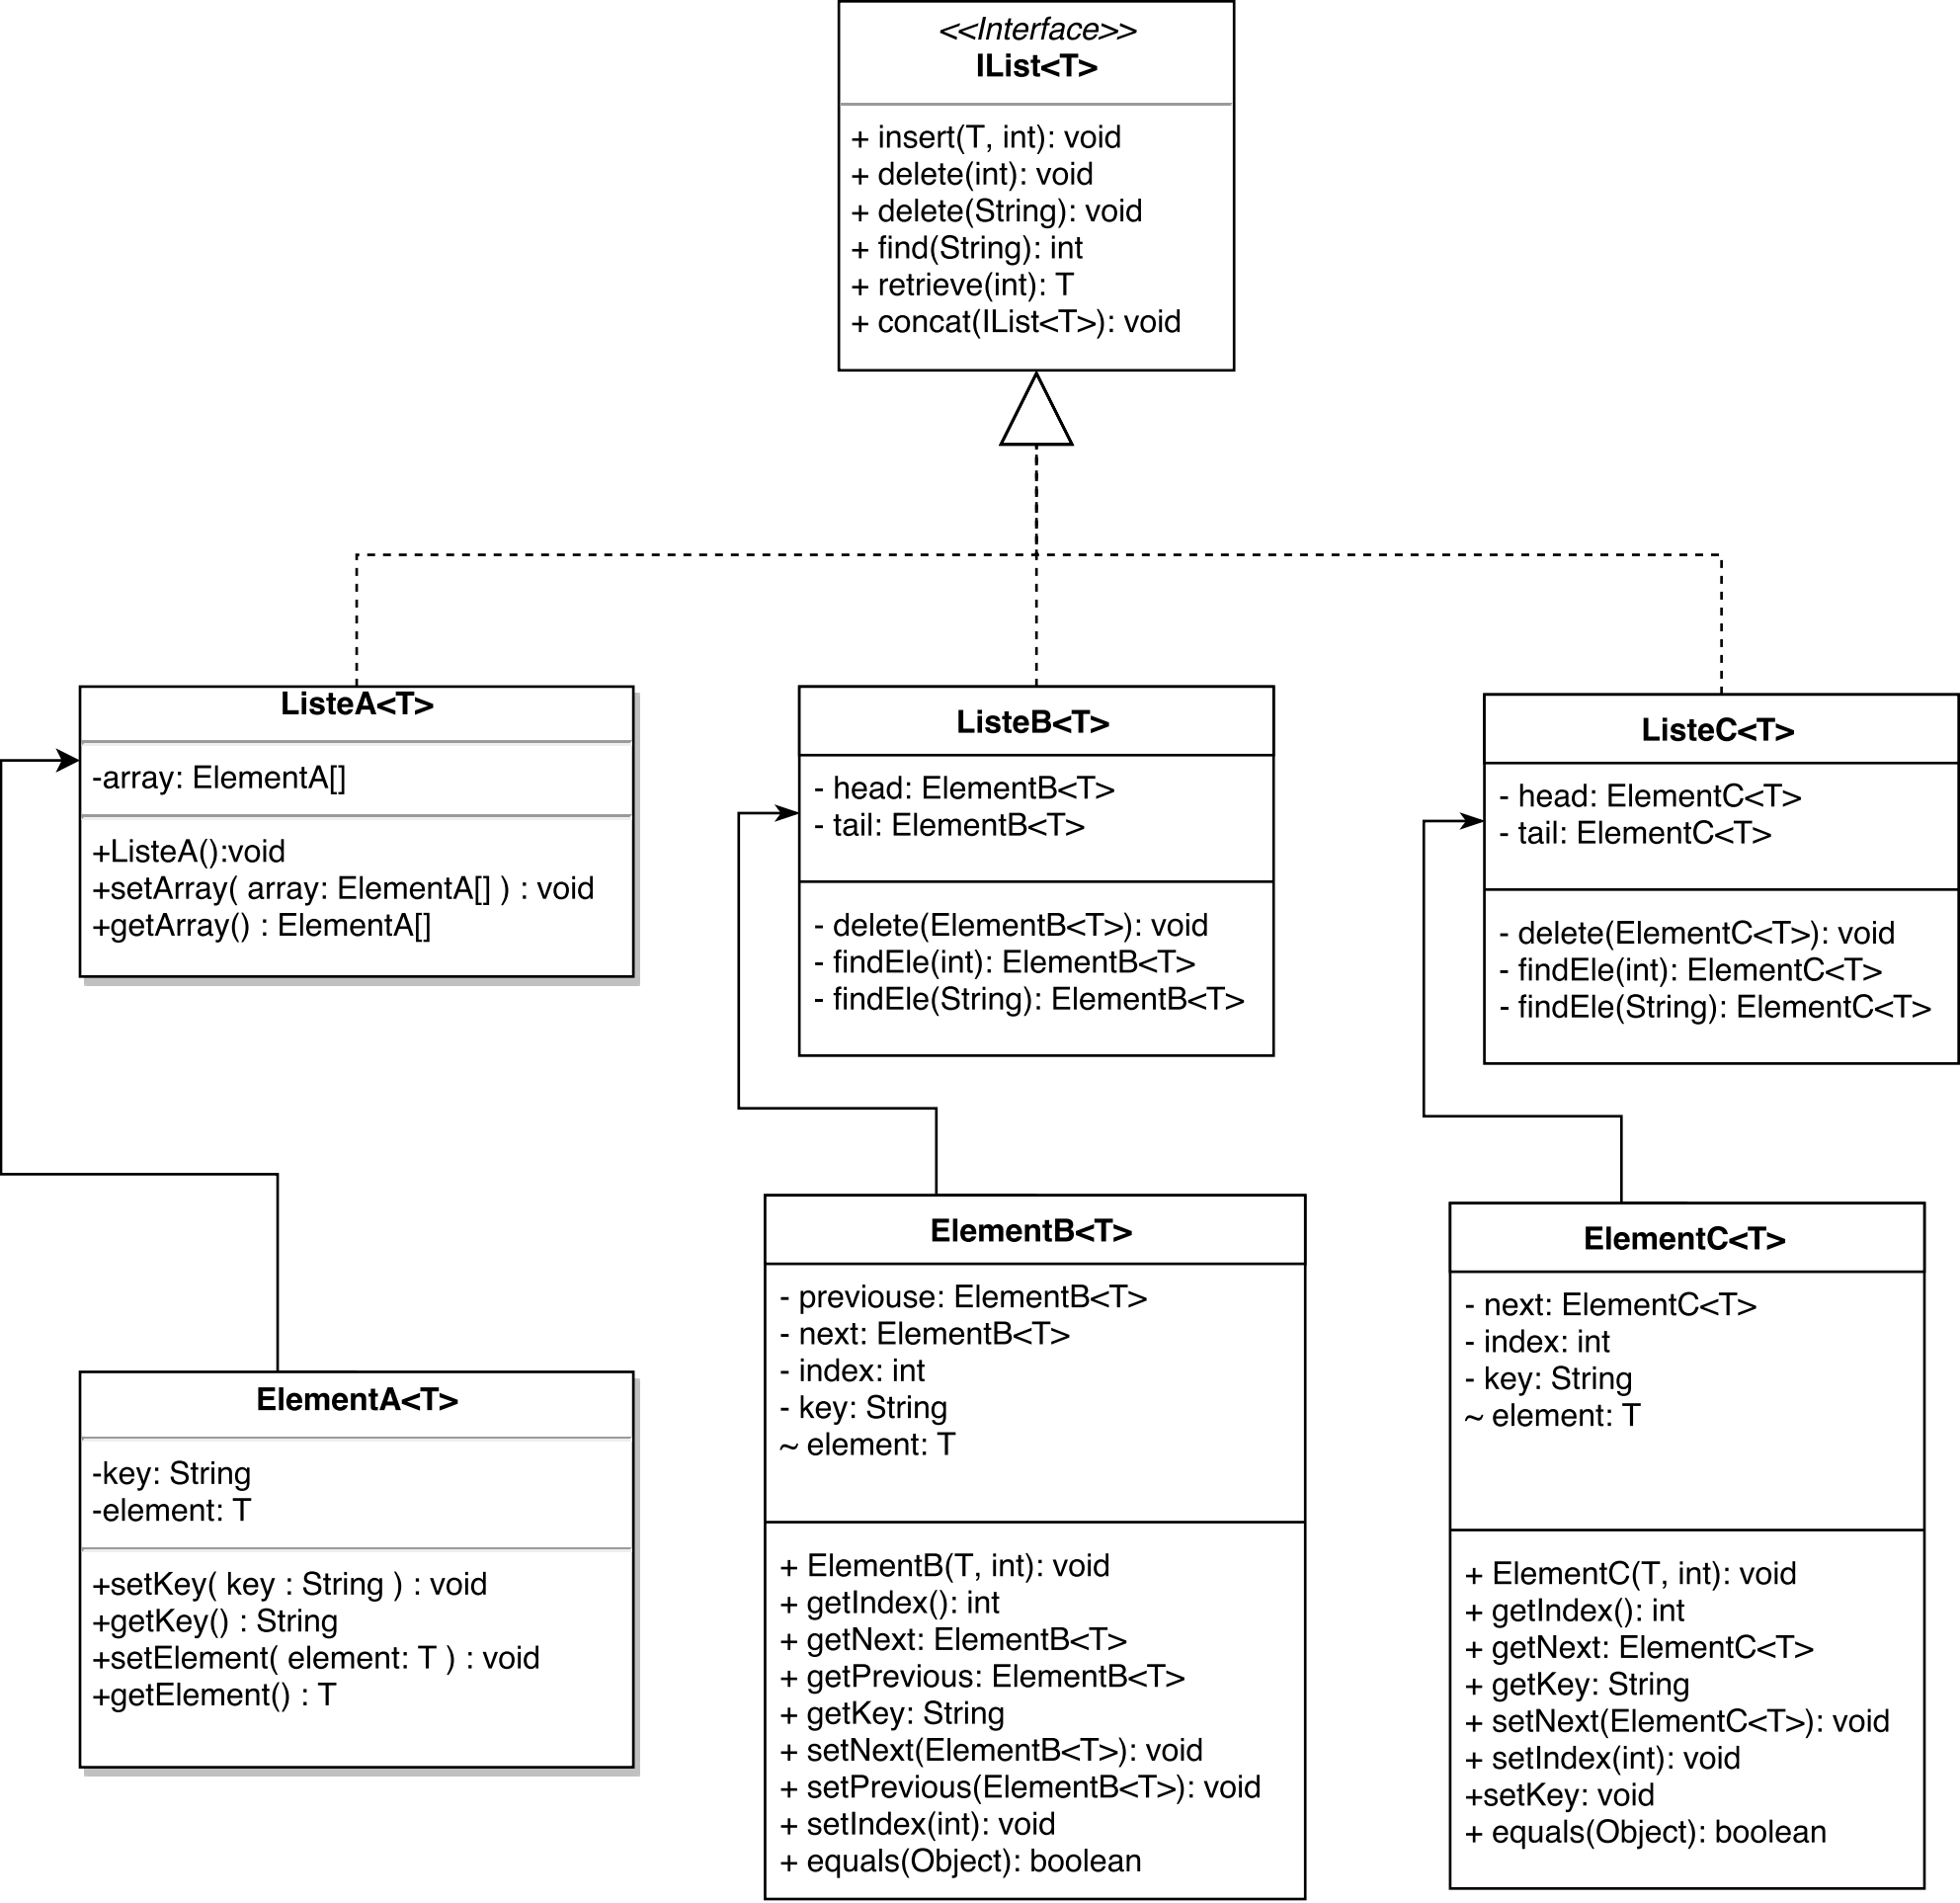 <<Interface>>
IList<T>
+ insert(T, int): void
+ delete(int): void
+ delete(String): void
+ find(String): int
+ retrieve(int): T
+ concat(IList<T>): void
ListeA<T>
-array: ElementA[]
+ListeA():void
+setArray( array: ElementA[] ) : void
+getArray() : ElementA[]
ListeB<T>
- head: ElementB<T>
- tail: ElementB<T>
- delete(ElementB<T>): void
- findEle(int): ElementB<T>
- findEle(String): ElementB<T>
ListeC<T>
- head: ElementC<T>
- tail: ElementC<T>
- delete(ElementC<T>): void
- findEle(int): ElementC<T>
- findEle(String): ElementC<T>
ElementA<T>
-key: String
-element: T
+setKey( key : String ) : void
+getKey() : String
+setElement( element: T ) : void
+getElement() : T
ElementB<T>
- previouse: ElementB<T>
- next: ElementB<T>
- index: int
- key: String
~ element: T
+ ElementB(T, int): void
+ getIndex(): int
+ getNext: ElementB<T>
+ getPrevious: ElementB<T>
+ getKey: String
+ setNext(ElementB<T>): void
+ setPrevious(ElementB<T>): void
+ setIndex(int): void
+ equals(Object): boolean
ElementC<T>
- next: ElementC<T>
- index: int
- key: String
~ element: T
+ ElementC(T, int): void
+ getIndex(): int
+ getNext: ElementC<T>
+ getKey: String
+ setNext(ElementC<T>): void
+ setIndex(int): void
+setKey: void
+ equals(Object): boolean